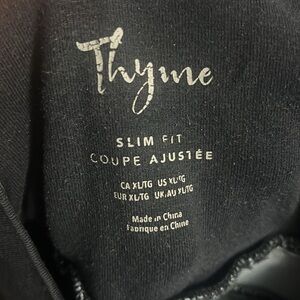 Thyme
SLIM FIT
COUPE AJUSTÉE
CA XL/TG US XL/TG
EUR XL/TG UK/AU XL/TG
Made in China
Fabriqué en Chine